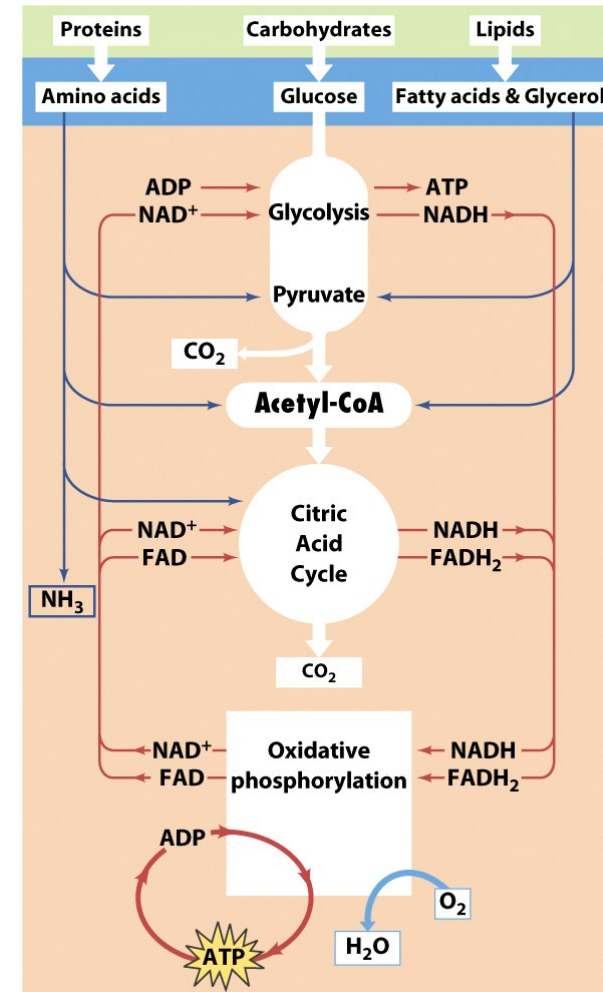 Proteins
Carbohydrates
Lipids
Amino acids
Glucose
Fatty acids & Glycerol
ADP
ATP
NAD⁺
Glycolysis
NADH
Pyruvate
CO₂
Acetyl-CoA
NAD⁺
Citric
Acid
Cycle
NADH
FAD
FADH₂
NH₃
CO₂
NAD⁺
Oxidative
phosphorylation
NADH
FAD
FADH₂
ADP
ATP
O₂
H₂O